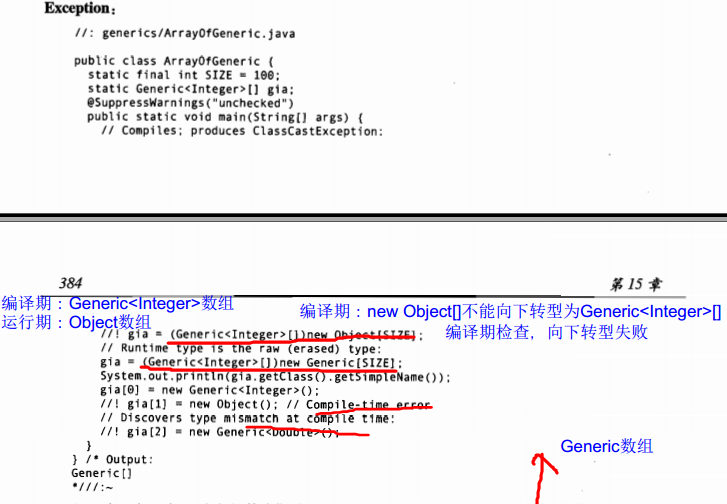 Exception：
//: generics/ArrayOfGeneric.java
public class ArrayOfGeneric {
static final int SIZE = 100;
static Generic<Integer>[] gia;
@SuppressWarnings("unchecked")
public static void main(String[] args) {
// Compiles; produces ClassCastException:
384
第15章
编译期：Generic<Integer>数组
编译期：new Object[]不能向下转型为Generic<Integer>[]
运行期：Object数组
编译期检查，向下转型失败
//! gia = (Generic<Integer>[])new Object[SIZE];
// Runtime type is the raw (erased) type:
gia = (Generic<Integer>[])new Generic[SIZE];
System.out.println(gia.getClass().getSimpleName());
gia[0] = new Generic<Integer>();
//! gia[1] = new Object(); // Compile-time error
// Discovers type mismatch at compile time:
//! gia[2] = new Generic<Double>();
}
Generic数组
} /* Output:
Generic[]
*///:~